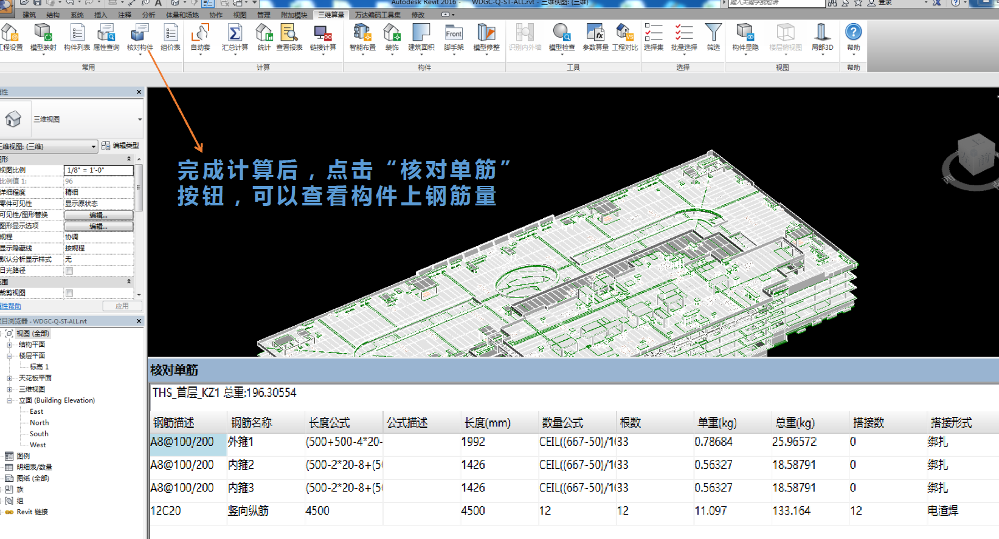 Autodesk Revit 2016 - WDGC-Q-ST-ALL.rvt - 三维视图: {三维}
键入关键字或短语
登录
建筑 结构 系统 插入 注释 分析 体量和场地 协作 视图 管理 附加模块 三维算量 万达编码工具集 修改
工程设置 模型映射 构件列表 属性查询 核对构件 组价表 自动套 汇总计算 统计 查看报表 链接计算 智能布置 装饰 建筑面积 脚手架 模型修整 识别内外墙 模型检查 参数算量 工程对比 选择集 批量选择 筛选 构件显隐 楼层俯视图 局部3D 帮助
Front
常用 计算 构件 工具 选择 视图 帮助
属性
三维视图
三维视图: {三维} 编辑类型
图形
视图比例 1/8" = 1'-0"
比例值 1: 96
详细程度 精细
零件可见性 显示原状态
可见性/图形替换 编辑...
图形显示选项 编辑...
规程 协调
显示隐藏线 按规程
默认分析显示样式 无
日光路径
范围
裁剪视图
属性帮助 应用
项目浏览器 - WDGC-Q-ST-ALL.rvt
视图 (全部)
结构平面
楼层平面
标高 1
天花板平面
三维视图
立面 (Building Elevation)
East
North
South
West
图例
明细表/数量
图纸 (全部)
族
组
Revit 链接
完成计算后，点击“核对单筋”
按钮，可以查看构件上钢筋量
上
前
西
核对单筋
THS_首层_KZ1 总重:196.30554
钢筋描述 钢筋名称 长度公式 公式描述 长度(mm) 数量公式 根数 单重(kg) 总重(kg) 搭接数 搭接形式
A8@100/200 外箍1 (500+500-4*20- 1992 CEIL((667-50)/10 33 0.78684 25.96572 0 绑扎
A8@100/200 内箍2 (500-2*20-8+(50 1426 CEIL((667-50)/10 33 0.56327 18.58791 0 绑扎
A8@100/200 内箍3 (500-2*20-8+(50 1426 CEIL((667-50)/10 33 0.56327 18.58791 0 绑扎
12C20 竖向纵筋 4500 4500 12 12 11.097 133.164 12 电渣焊